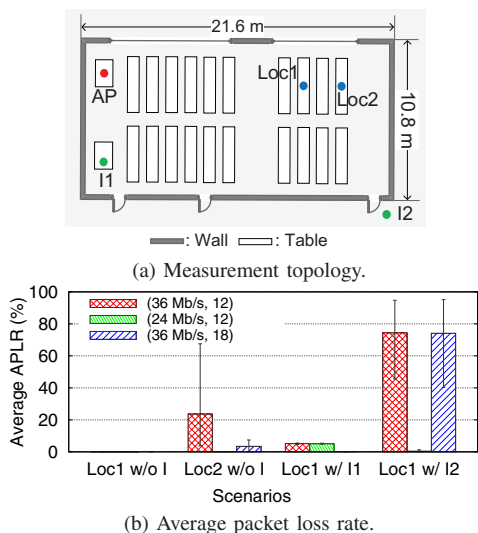 21.6 m
AP
Loc1
Loc2
10.8 m
I1
I2
: Wall : Table
(a) Measurement topology.
Average APLR (%)
100
80
60
40
20
0
(36 Mb/s, 12)
(24 Mb/s, 12)
(36 Mb/s, 18)
Loc1 w/o I Loc2 w/o I Loc1 w/ I1 Loc1 w/ I2
Scenarios
(b) Average packet loss rate.